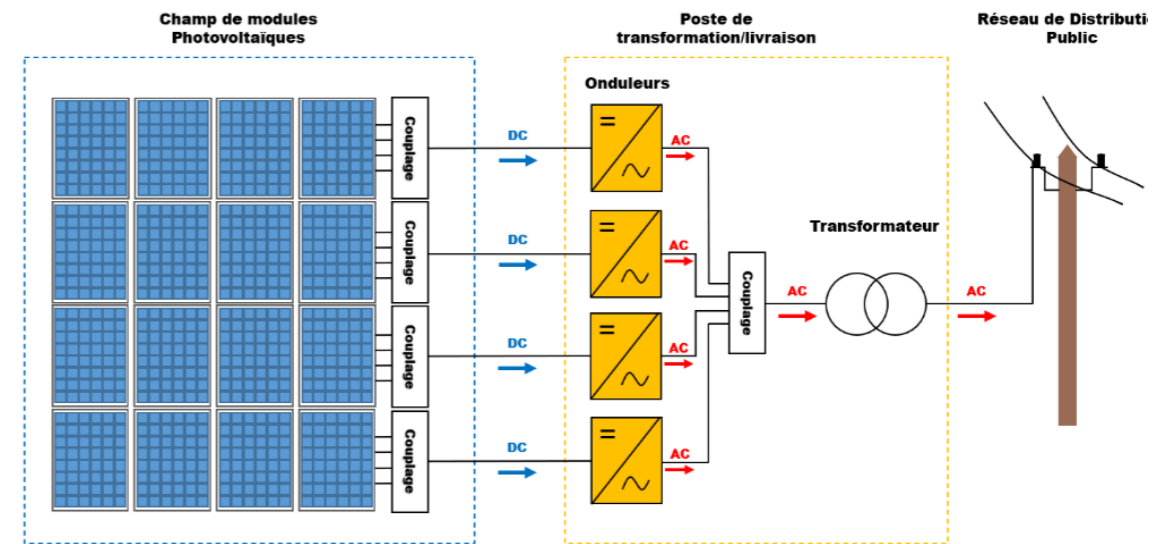 Champ de modules
Photovoltaïques
Poste de
transformation/livraison
Réseau de Distributi
Public
Onduleurs
Couplage
DC
AC
Couplage
DC
AC
Transformateur
Couplage
AC
AC
Couplage
DC
AC
Couplage
DC
AC